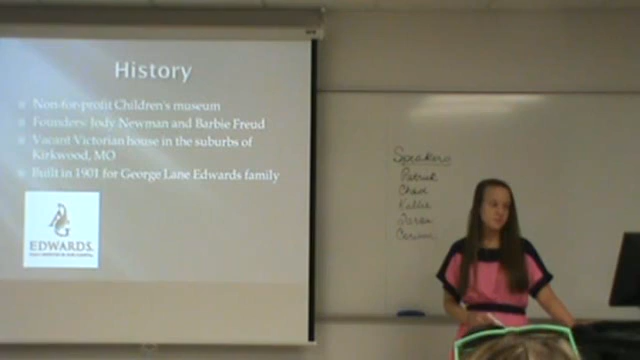 History
Non-for-profit Children's museum
Founders: Jody Newman and Barbie Freud
Vacant Victorian house in the suburbs of
Kirkwood, MO
Built in 1901 for George Lane Edwards family
EDWARDS.
Speakers
Patrick
Chase
Kallie